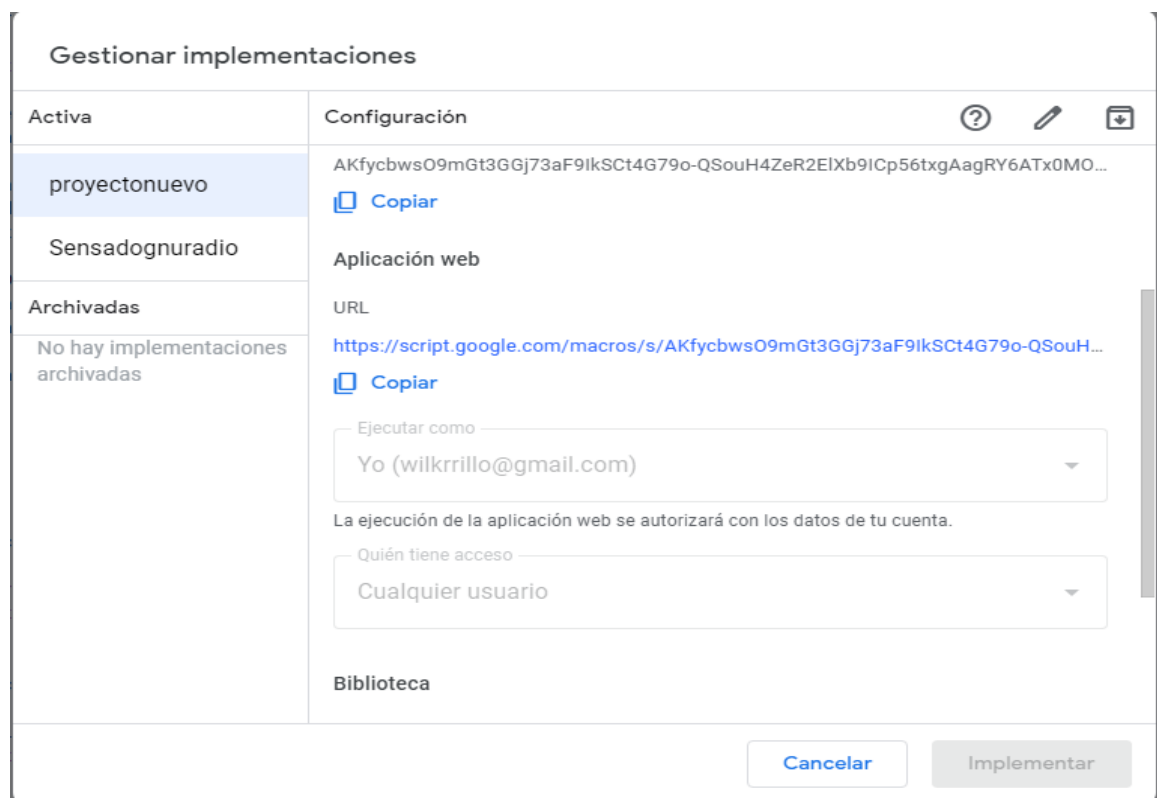 Gestionar implementaciones
Activa
proyectonuevo
Sensadognuradio
Archivadas
No hay implementaciones
archivadas
Configuración
AKfycbwsO9mGt3GGj73aF9IkSCt4G79o-QSouH4ZeR2ElXb9ICp56txgAagRY6ATx0MO...
Copiar
Aplicación web
URL
https://script.google.com/macros/s/AKfycbwsO9mGt3GGj73aF9IkSCt4G79o-QSouH...
Copiar
Ejecutar como
Yo (wilkrrillo@gmail.com)
La ejecución de la aplicación web se autorizará con los datos de tu cuenta.
Quién tiene acceso
Cualquier usuario
Biblioteca
Cancelar
Implementar